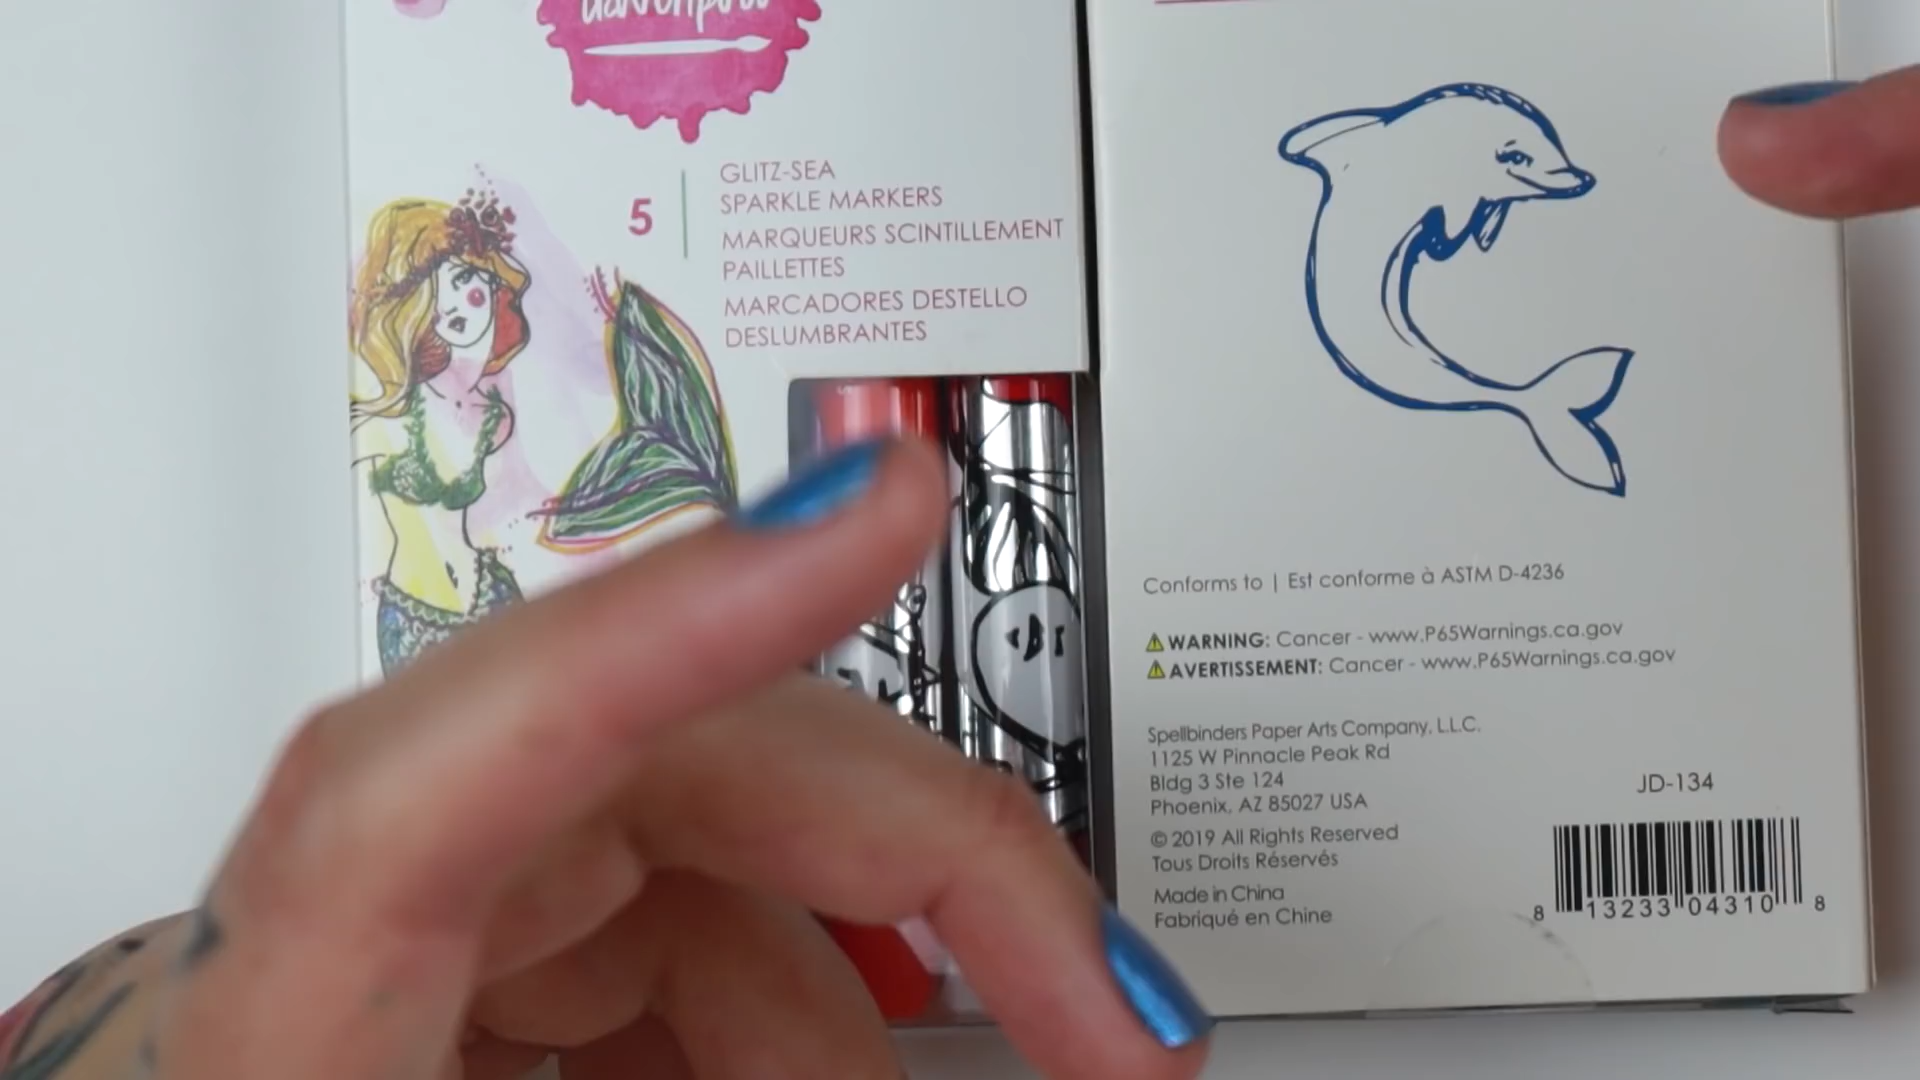 5
GLITZ-SEA
SPARKLE MARKERS
MARQUEURS SCINTILLEMENT
PAILLETTES
MARCADORES DESTELLO
DESLUMBRANTES
Conforms to | Est conforme à ASTM D-4236
WARNING: Cancer - www.P65Warnings.ca.gov
AVERTISSEMENT: Cancer - www.P65Warnings.ca.gov
Spellbinders Paper Arts Company, L.L.C.
1125 W Pinnacle Peak Rd
Bldg 3 Ste 124
Phoenix, AZ 85027 USA
© 2019 All Rights Reserved
Tous Droits Réservés
Made in China
Fabriqué en Chine
JD-134
8 13233 04310 8